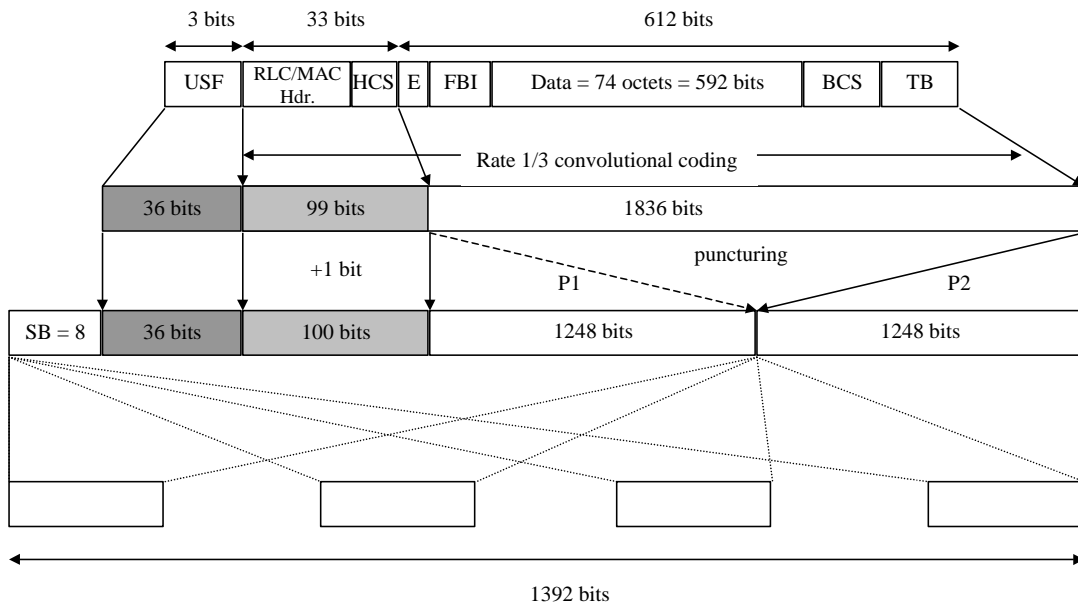 3 bits 33 bits 612 bits
USF RLC/MAC Hdr. HCS E FBI Data = 74 octets = 592 bits BCS TB
Rate 1/3 convolutional coding
36 bits 99 bits 1836 bits
+1 bit P1 puncturing P2
SB = 8 36 bits 100 bits 1248 bits 1248 bits
1392 bits